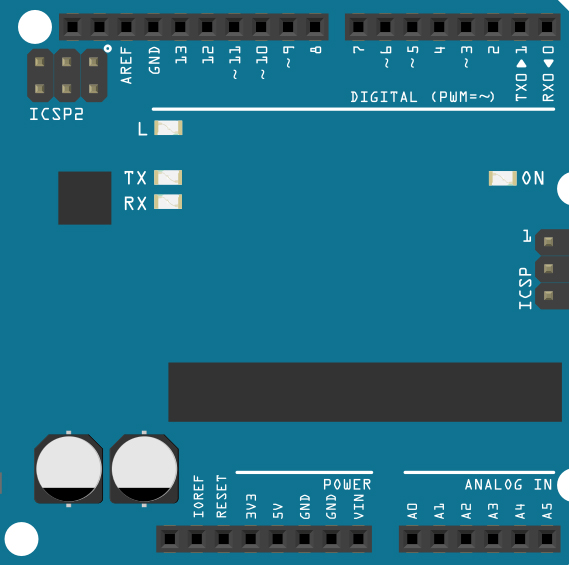 AREF GND 13 12 ~11 ~10 ~9 8 7 ~6 ~5 4 ~3 2 TX0▶1 RX0◀0
DIGITAL (PWM=~)
ICSP2
L
TX
RX
ON
1
ICSP
POWER
ANALOG IN
IOREF RESET 3V3 5V GND GND VIN A0 A1 A2 A3 A4 A5